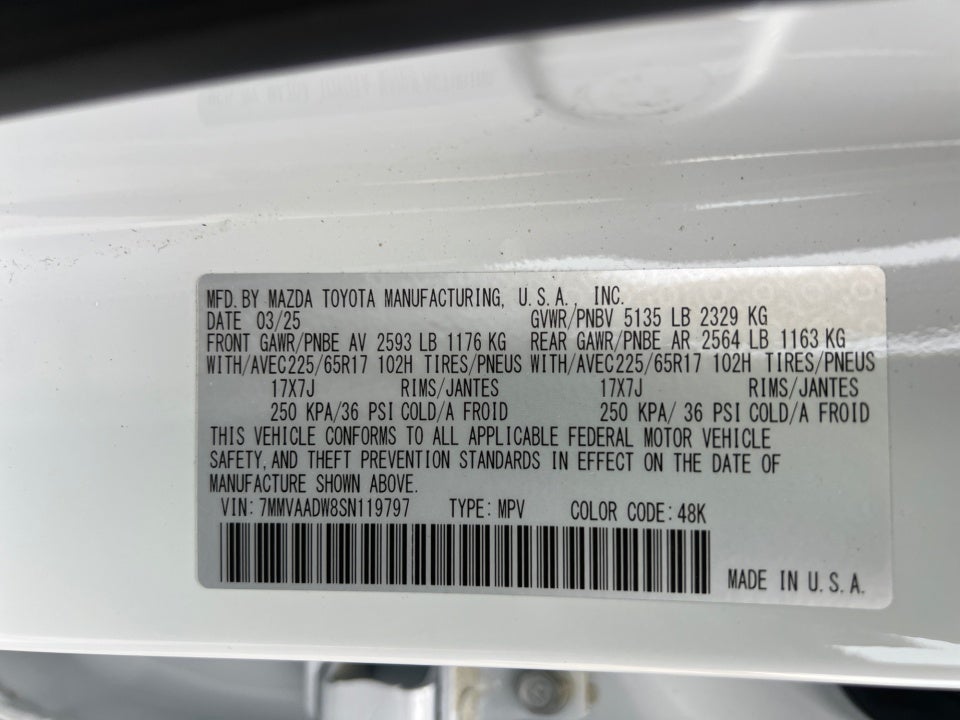 MFD. BY MAZDA TOYOTA MANUFACTURING, U.S.A., INC.
DATE 03/25 GVWR/PNBV 5135 LB 2329 KG
FRONT GAWR/PNBE AV 2593 LB 1176 KG REAR GAWR/PNBE AR 2564 LB 1163 KG
WITH/AVEC225/65R17 102H TIRES/PNEUS WITH/AVEC225/65R17 102H TIRES/PNEUS
17X7J RIMS/JANTES 17X7J RIMS/JANTES
250 KPA/36 PSI COLD/A FROID 250 KPA/ 36 PSI COLD/A FROID
THIS VEHICLE CONFORMS TO ALL APPLICABLE FEDERAL MOTOR VEHICLE
SAFETY, AND THEFT PREVENTION STANDARDS IN EFFECT ON THE DATE OF
MANUFACTURE SHOWN ABOVE.
VIN: 7MMVAADW8SN119797 TYPE: MPV COLOR CODE: 48K
MADE IN U.S.A.